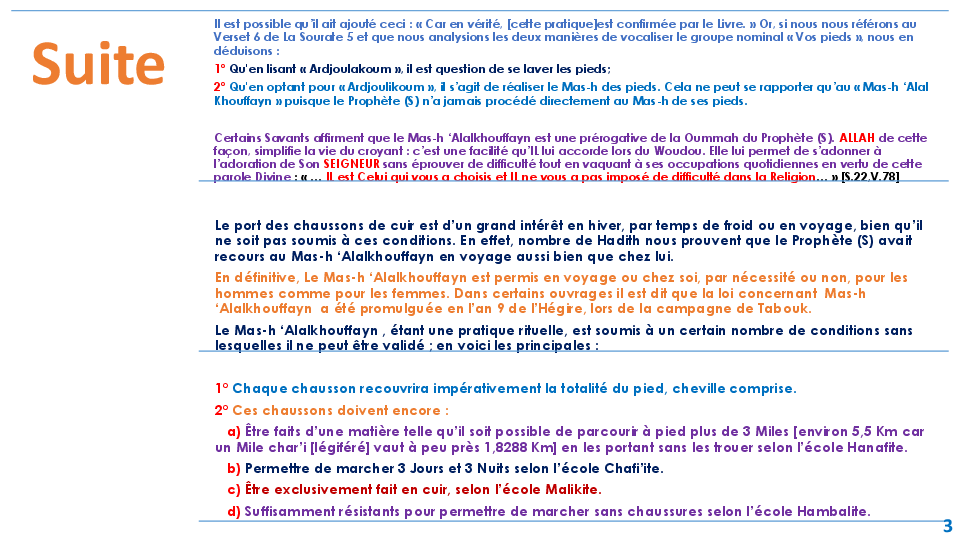 Suite
Il est possible qu'il ait ajouté ceci : « Car en vérité, [cette pratique]est confirmée par le Livre. » Or, si nous nous référons au
Verset 6 de La Sourate 5 et que nous analysions les deux manières de vocaliser le groupe nominal « Vos pieds », nous en
déduisons :
1° Qu'en lisant « Ardjoulakoum », il est question de se laver les pieds;
2° Qu'en optant pour « Ardjoulikoum », il s'agit de réaliser le Mas-h des pieds. Cela ne peut se rapporter qu'au « Mas-h 'Alal
Khouffayn » puisque le Prophète (S) n'a jamais procédé directement au Mas-h de ses pieds.
Certains Savants affirment que le Mas-h 'Alalkhouffayn est une prérogative de la Oummah du Prophète (S). ALLAH de cette
façon, simplifie la vie du croyant : c'est une facilité qu'IL lui accorde lors du Woudou. Elle lui permet de s'adonner à
l'adoration de Son SEIGNEUR sans éprouver de difficulté tout en vaquant à ses occupations quotidiennes en vertu de cette
parole Divine : « ... IL est Celui qui vous a choisis et IL ne vous a pas imposé de difficulté dans la Religion... » [S.22,V.78]
Le port des chaussons de cuir est d'un grand intérêt en hiver, par temps de froid ou en voyage, bien qu'il
ne soit pas soumis à ces conditions. En effet, nombre de Hadith nous prouvent que le Prophète (S) avait
recours au Mas-h 'Alalkhouffayn en voyage aussi bien que chez lui.
En définitive, Le Mas-h 'Alalkhouffayn est permis en voyage ou chez soi, par nécessité ou non, pour les
hommes comme pour les femmes. Dans certains ouvrages il est dit que la loi concernant Mas-h
'Alalkhouffayn a été promulguée en l'an 9 de l'Hégire, lors de la campagne de Tabouk.
Le Mas-h 'Alalkhouffayn , étant une pratique rituelle, est soumis à un certain nombre de conditions sans
lesquelles il ne peut être validé ; en voici les principales :
1° Chaque chausson recouvrira impérativement la totalité du pied, cheville comprise.
2° Ces chaussons doivent encore :
a) Être faits d'une matière telle qu'il soit possible de parcourir à pied plus de 3 Miles [environ 5,5 Km car
un Mile char'i [légiféré] vaut à peu près 1,8288 Km] en les portant sans les trouer selon l'école Hanafite.
b) Permettre de marcher 3 Jours et 3 Nuits selon l'école Chafi'ite.
c) Être exclusivement fait en cuir, selon l'école Malikite.
d) Suffisamment résistants pour permettre de marcher sans chaussures selon l'école Hambalite.
3